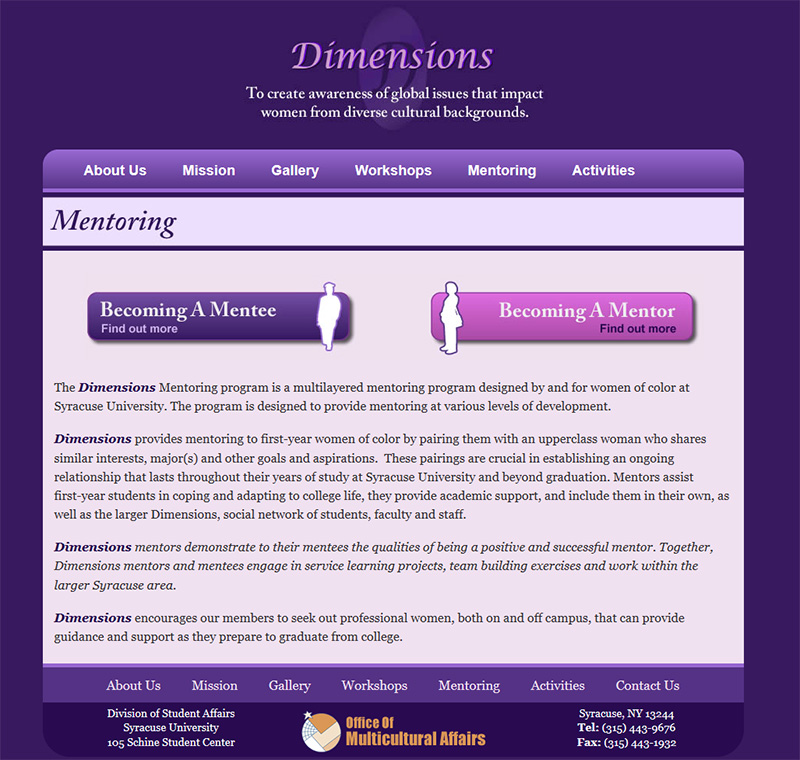 Dimensions
To create awareness of global issues that impact
women from diverse cultural backgrounds.
About Us Mission Gallery Workshops Mentoring Activities
Mentoring
Becoming A Mentee
Find out more
Becoming A Mentor
Find out more
The Dimensions Mentoring program is a multilayered mentoring program designed by and for women of color at
Syracuse University. The program is designed to provide mentoring at various levels of development.
Dimensions provides mentoring to first-year women of color by pairing them with an upperclass woman who shares
similar interests, major(s) and other goals and aspirations. These pairings are crucial in establishing an ongoing
relationship that lasts throughout their years of study at Syracuse University and beyond graduation. Mentors assist
first-year students in coping and adapting to college life, they provide academic support, and include them in their own, as
well as the larger Dimensions, social network of students, faculty and staff.
Dimensions mentors demonstrate to their mentees the qualities of being a positive and successful mentor. Together,
Dimensions mentors and mentees engage in service learning projects, team building exercises and work within the
larger Syracuse area.
Dimensions encourages our members to seek out professional women, both on and off campus, that can provide
guidance and support as they prepare to graduate from college.
About Us Mission Gallery Workshops Mentoring Activities Contact Us
Division of Student Affairs
Syracuse University
105 Schine Student Center
Office Of
Multicultural Affairs
Syracuse, NY 13244
Tel: (315) 443-9676
Fax: (315) 443-1932